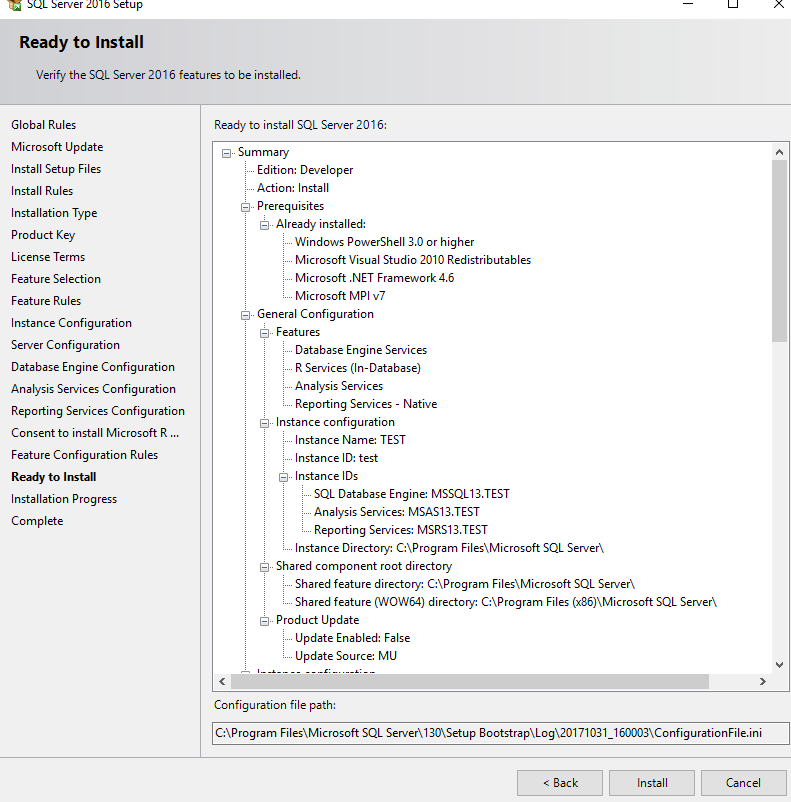 SQL Server 2016 Setup
Ready to Install
Verify the SQL Server 2016 features to be installed.
Global Rules
Microsoft Update
Install Setup Files
Install Rules
Installation Type
Product Key
License Terms
Feature Selection
Feature Rules
Instance Configuration
Server Configuration
Database Engine Configuration
Analysis Services Configuration
Reporting Services Configuration
Consent to install Microsoft R ...
Feature Configuration Rules
Ready to Install
Installation Progress
Complete
Ready to install SQL Server 2016:
Summary
Edition: Developer
Action: Install
Prerequisites
Already installed:
Windows PowerShell 3.0 or higher
Microsoft Visual Studio 2010 Redistributables
Microsoft .NET Framework 4.6
Microsoft MPI v7
General Configuration
Features
Database Engine Services
R Services (In-Database)
Analysis Services
Reporting Services - Native
Instance configuration
Instance Name: TEST
Instance ID: test
Instance IDs
SQL Database Engine: MSSQL13.TEST
Analysis Services: MSAS13.TEST
Reporting Services: MSRS13.TEST
Instance Directory: C:\Program Files\Microsoft SQL Server\
Shared component root directory
Shared feature directory: C:\Program Files\Microsoft SQL Server\
Shared feature (WOW64) directory: C:\Program Files (x86)\Microsoft SQL Server\
Product Update
Update Enabled: False
Update Source: MU
Instance configuration
Configuration file path:
C:\Program Files\Microsoft SQL Server\130\Setup Bootstrap\Log\20171031_160003\ConfigurationFile.ini
< Back
Install
Cancel